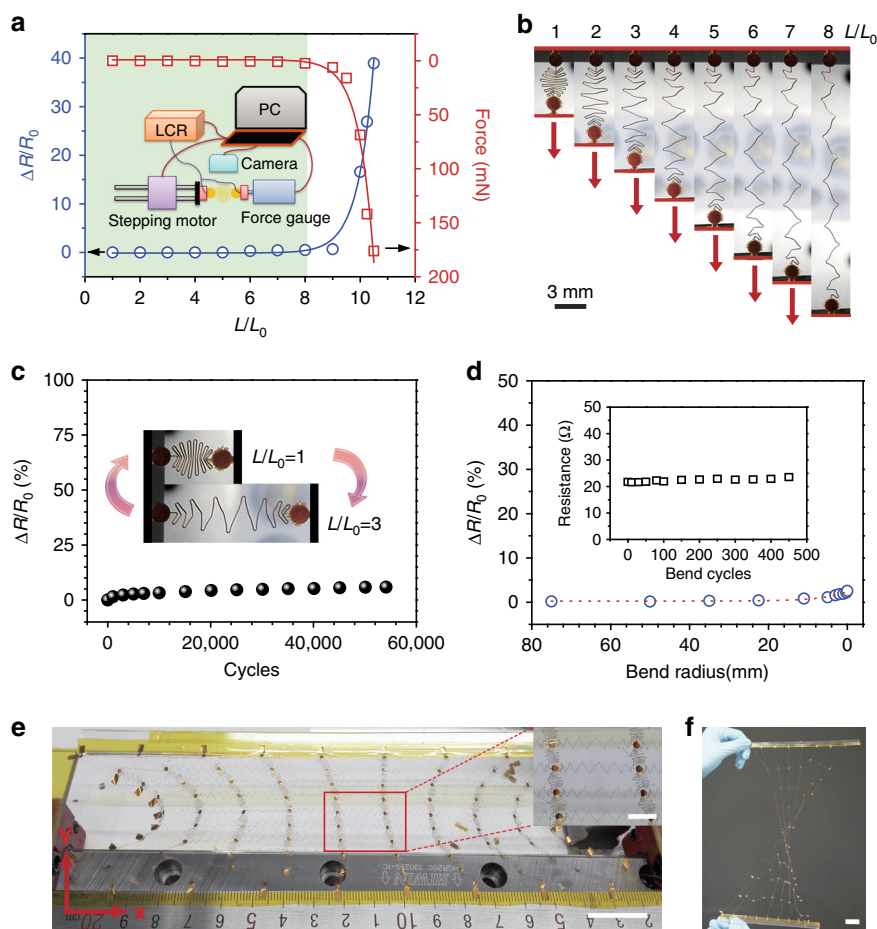 a
40
30
20
10
0
ΔR/R0
0
50
100
150
200
Force (mN)
PC
LCR
Camera
Stepping motor
Force gauge
0 2 4 6 8 10 12
L/L0
b
1 2 3 4 5 6 7 8 L/L0
3 mm
c
100
75
50
25
0
ΔR/R0 (%)
L/L0=1
L/L0=3
0 20,000 40,000 60,000
Cycles
d
50
40
30
20
10
0
ΔR/R0 (%)
50
40
30
20
10
0
Resistance (Ω)
0 100 200 300 400 500
Bend cycles
80 60 40 20 0
Bend radius(mm)
e
Y
X
HIWIN
f